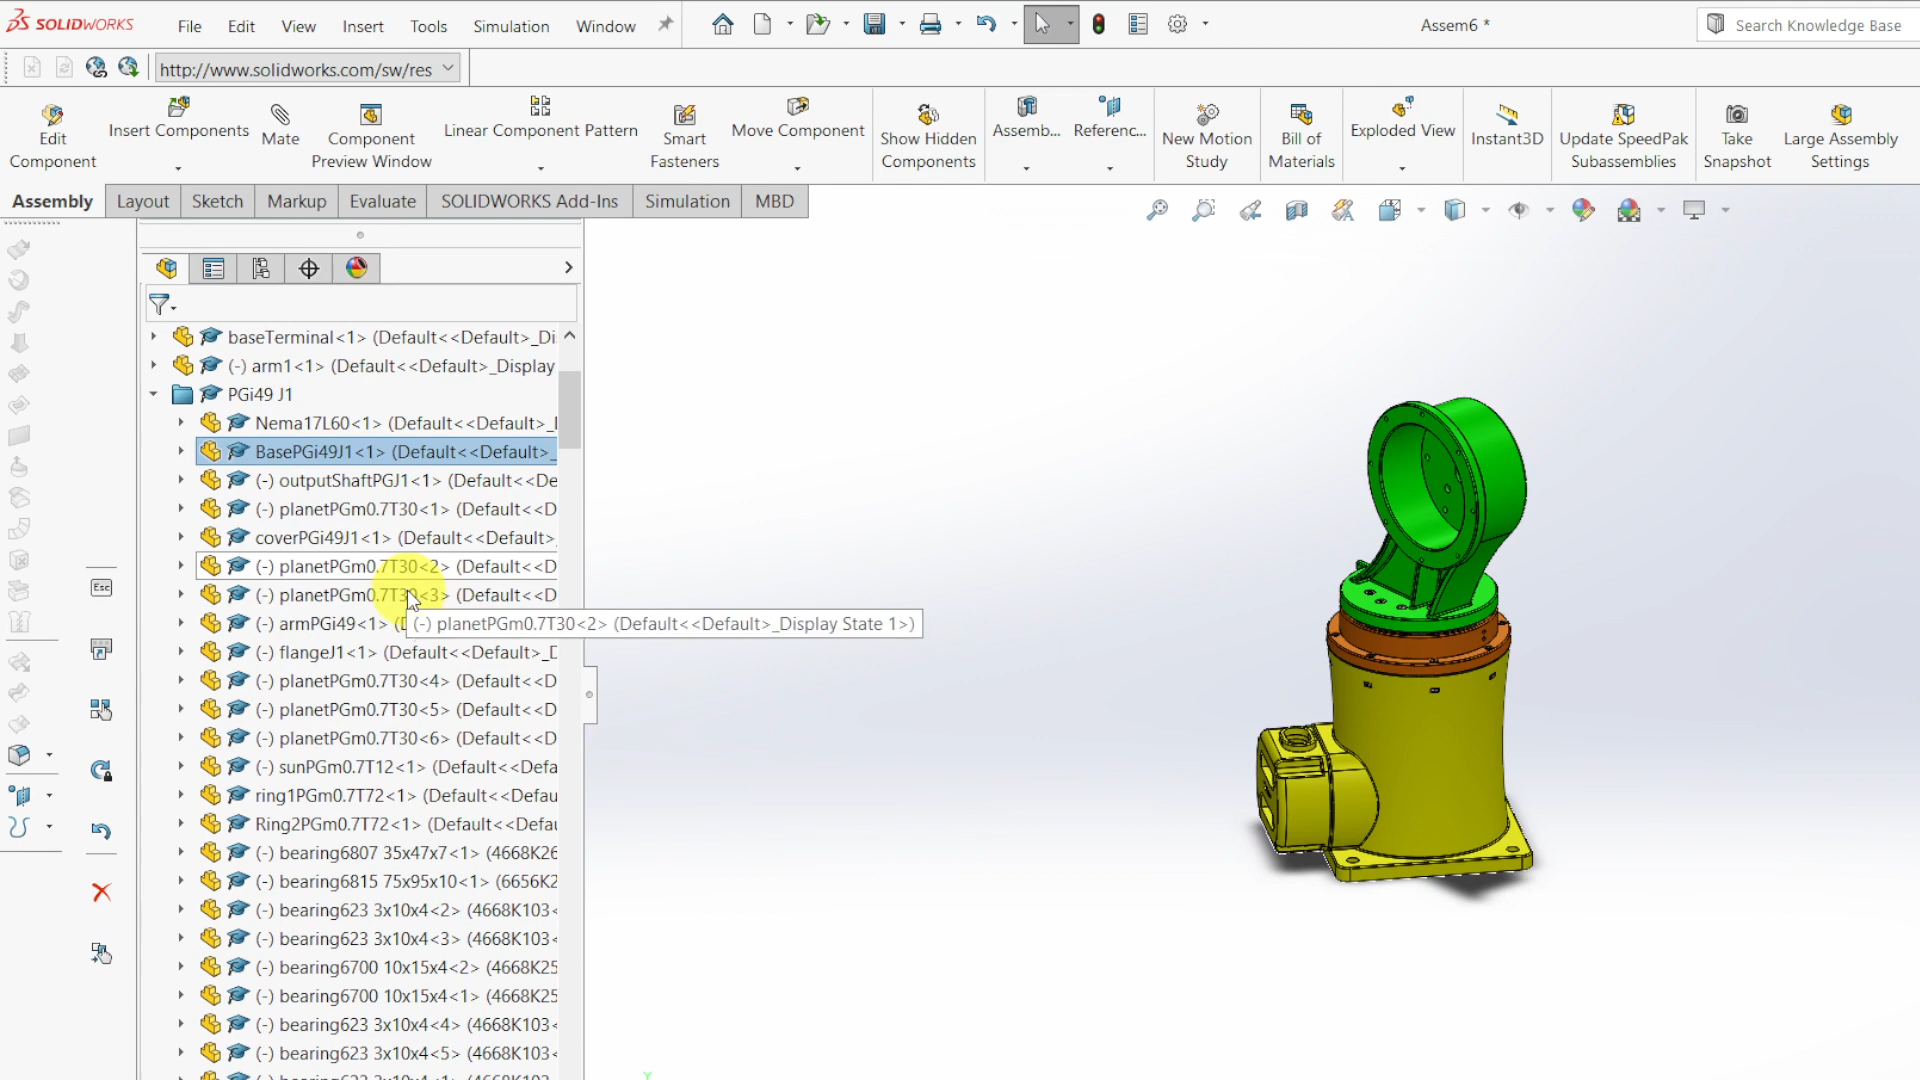 SOLIDWORKS File Edit View Insert Tools Simulation Window Assem6 * Search Knowledge Base
http://www.solidworks.com/sw/res
Edit Component
Insert Components
Mate
Component Preview Window
Linear Component Pattern
Smart Fasteners
Move Component
Show Hidden Components
Assemb...
Referenc...
New Motion Study
Bill of Materials
Exploded View
Instant3D
Update SpeedPak Subassemblies
Take Snapshot
Large Assembly Settings
Assembly Layout Sketch Markup Evaluate SOLIDWORKS Add-Ins Simulation MBD
baseTerminal<1> (Default<<Default>_Di
(-) arm1<1> (Default<<Default>_Display
PGi49 J1
Nema17L60<1> (Default<<Default>_
BasePGi49J1<1> (Default<<Default>_
(-) outputShaftPGJ1<1> (Default<<De
(-) planetPGm0.7T30<1> (Default<<D
coverPGi49J1<1> (Default<<Default>
(-) planetPGm0.7T30<2> (Default<<D
(-) planetPGm0.7T30<3> (Default<<D
(-) armPGi49<1> (
(-) planetPGm0.7T30<2> (Default<<Default>_Display State 1>)
(-) flangeJ1<1> (Default<<Default>_D
(-) planetPGm0.7T30<4> (Default<<D
(-) planetPGm0.7T30<5> (Default<<D
(-) planetPGm0.7T30<6> (Default<<D
(-) sunPGm0.7T12<1> (Default<<Defa
ring1PGm0.7T72<1> (Default<<Defau
Ring2PGm0.7T72<1> (Default<<Defau
(-) bearing6807 35x47x7<1> (4668K26
(-) bearing6815 75x95x10<1> (6656K2
(-) bearing623 3x10x4<2> (4668K103<
(-) bearing623 3x10x4<3> (4668K103<
(-) bearing6700 10x15x4<2> (4668K25
(-) bearing6700 10x15x4<1> (4668K25
(-) bearing623 3x10x4<4> (4668K103<
(-) bearing623 3x10x4<5> (4668K103<
Esc